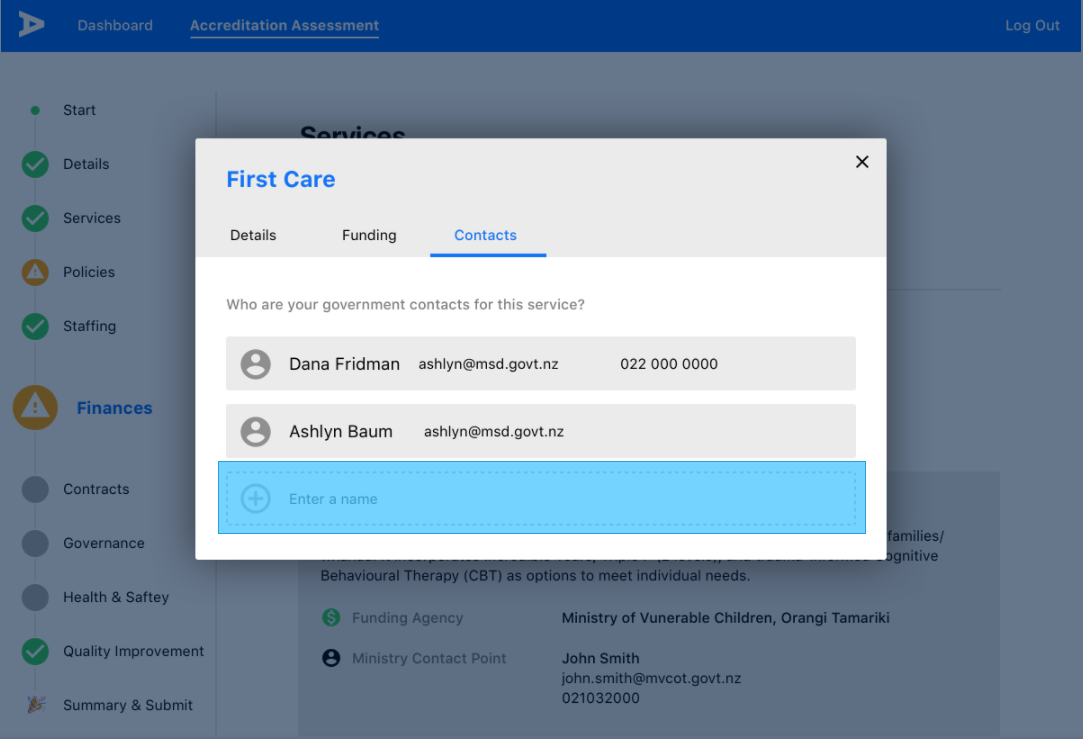 Dashboard
Accreditation Assessment
Log Out
Start
Details
Services
Policies
Staffing
Finances
Contracts
Governance
Health & Saftey
Quality Improvement
Summary & Submit
Services
First Care
Details
Funding
Contacts
Who are your government contacts for this service?
Dana Fridman ashlyn@msd.govt.nz 022 000 0000
Ashlyn Baum ashlyn@msd.govt.nz
Enter a name
families/
ognitive
Behavioural Therapy (CBT) as options to meet individual needs.
Funding Agency Ministry of Vunerable Children, Orangi Tamariki
Ministry Contact Point John Smith
john.smith@mvcot.govt.nz
021032000